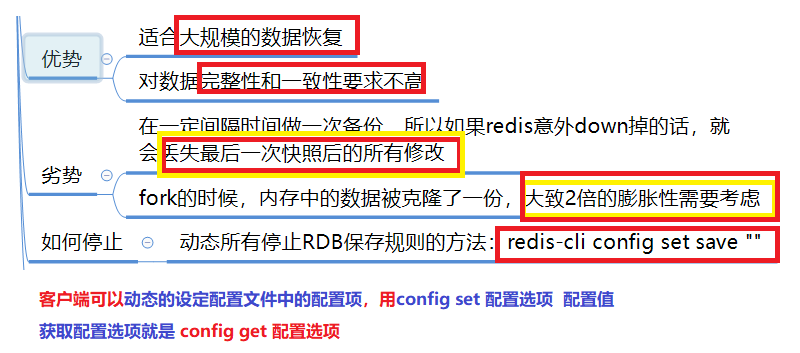 优势
适合大规模的数据恢复
对数据完整性和一致性要求不高
在一定间隔时间做一次备份，所以如果redis意外down掉的话，就
会丢失最后一次快照后的所有修改
劣势
fork的时候，内存中的数据被克隆了一份，大致2倍的膨胀性需要考虑
如何停止
动态所有停止RDB保存规则的方法：redis-cli config set save ""
客户端可以动态的设定配置文件中的配置项，用config set 配置选项 配置值
获取配置选项就是 config get 配置选项